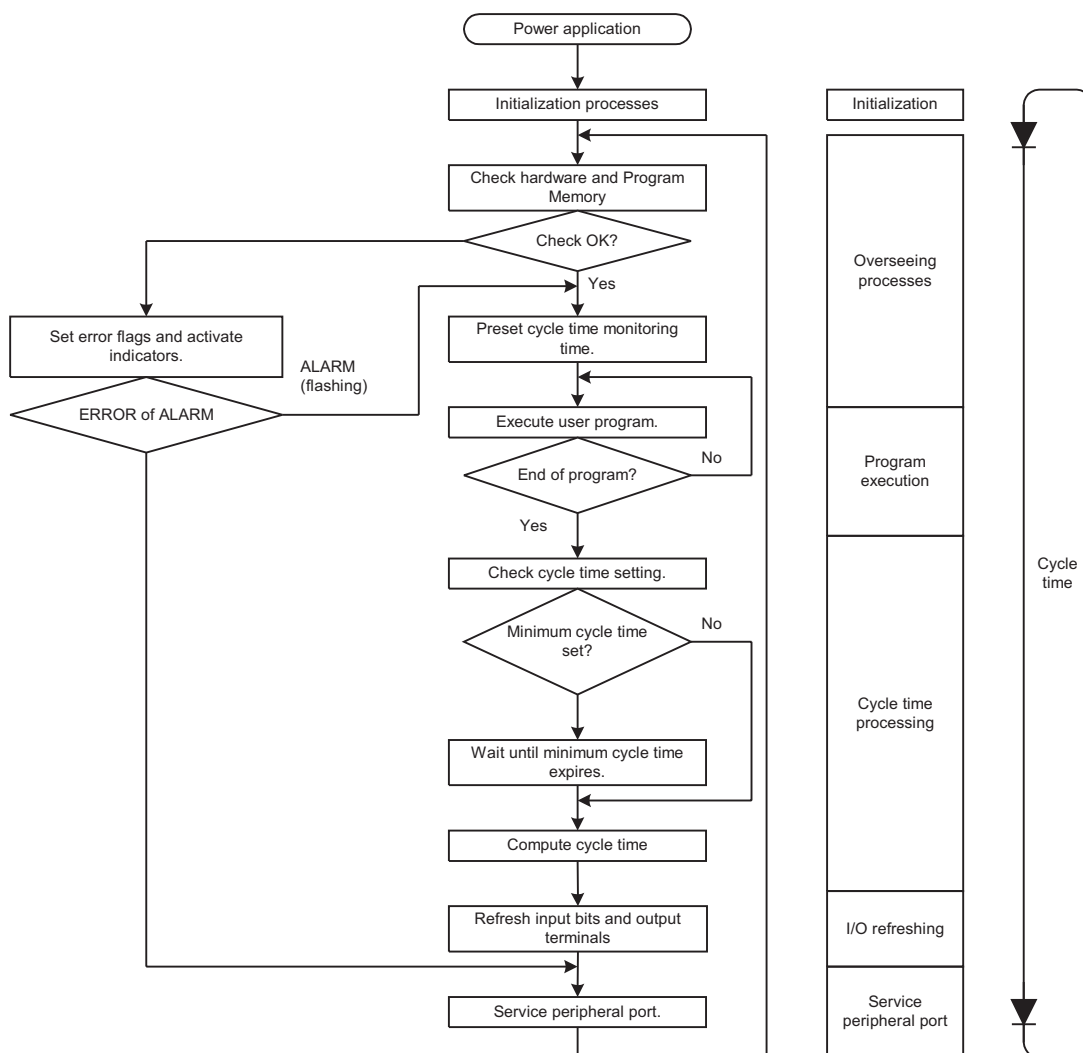 Power application
Initialization processes
Check hardware and Program
Memory
Check OK?
Yes
Set error flags and activate
indicators.
ALARM
(flashing)
ERROR of ALARM
Preset cycle time monitoring
time.
Execute user program.
No
End of program?
Yes
Check cycle time setting.
No
Minimum cycle time
set?
Wait until minimum cycle time
expires.
Compute cycle time
Refresh input bits and output
terminals
Service peripheral port.
Initialization
Overseeing
processes
Program
execution
Cycle time
processing
I/O refreshing
Service
peripheral port
Cycle
time